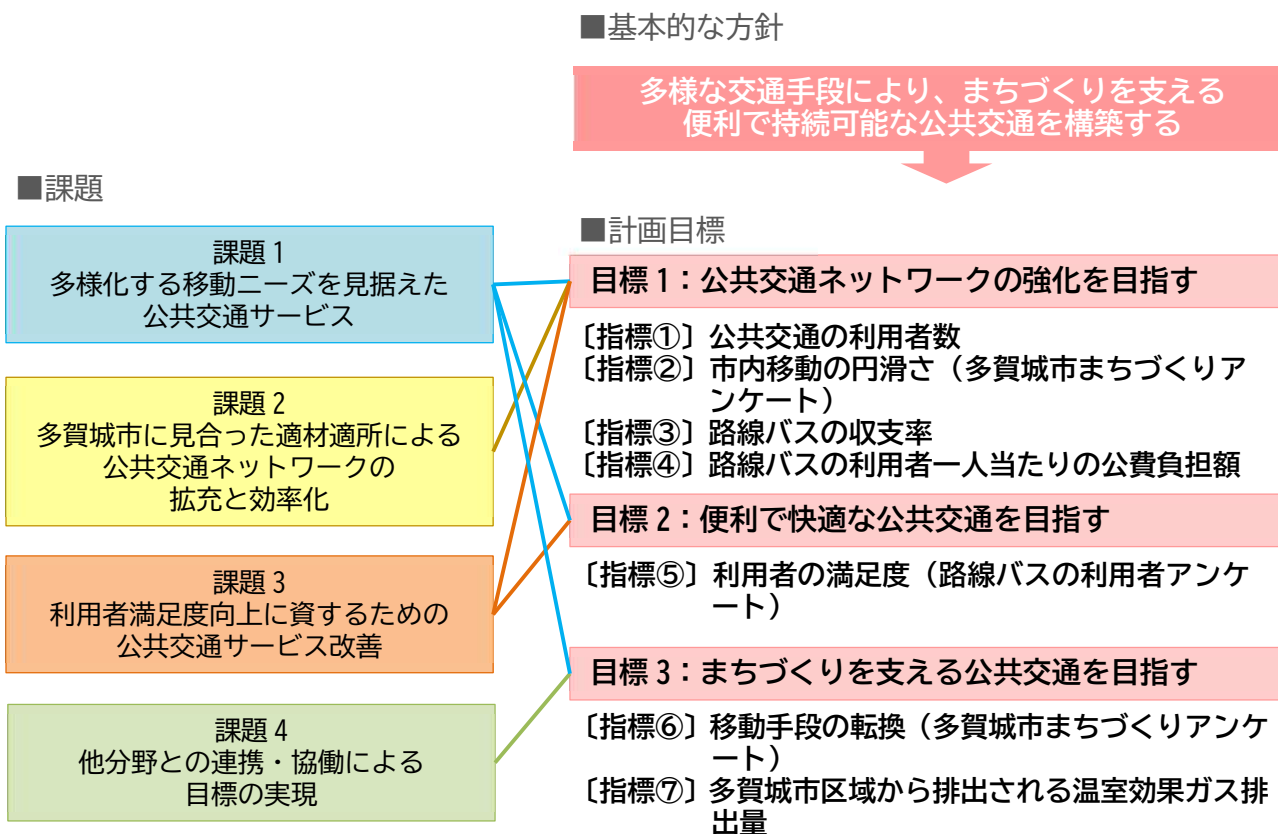 ■基本的な方針
多様な交通手段により、まちづくりを支える
便利で持続可能な公共交通を構築する
■課題
課題1
多様化する移動ニーズを見据えた
公共交通サービス
課題2
多賀城市に見合った適材適所による
公共交通ネットワークの
拡充と効率化
課題3
利用者満足度向上に資するための
公共交通サービス改善
課題4
他分野との連携・協働による
目標の実現
■計画目標
目標1：公共交通ネットワークの強化を目指す
〔指標①〕公共交通の利用者数
〔指標②〕市内移動の円滑さ（多賀城市まちづくりア
ンケート）
〔指標③〕路線バスの収支率
〔指標④〕路線バスの利用者一人当たりの公費負担額
目標2：便利で快適な公共交通を目指す
〔指標⑤〕利用者の満足度（路線バスの利用者アンケ
ート）
目標3：まちづくりを支える公共交通を目指す
〔指標⑥〕移動手段の転換（多賀城市まちづくりアンケ
ート）
〔指標⑦〕多賀城市区域から排出される温室効果ガス排
出量